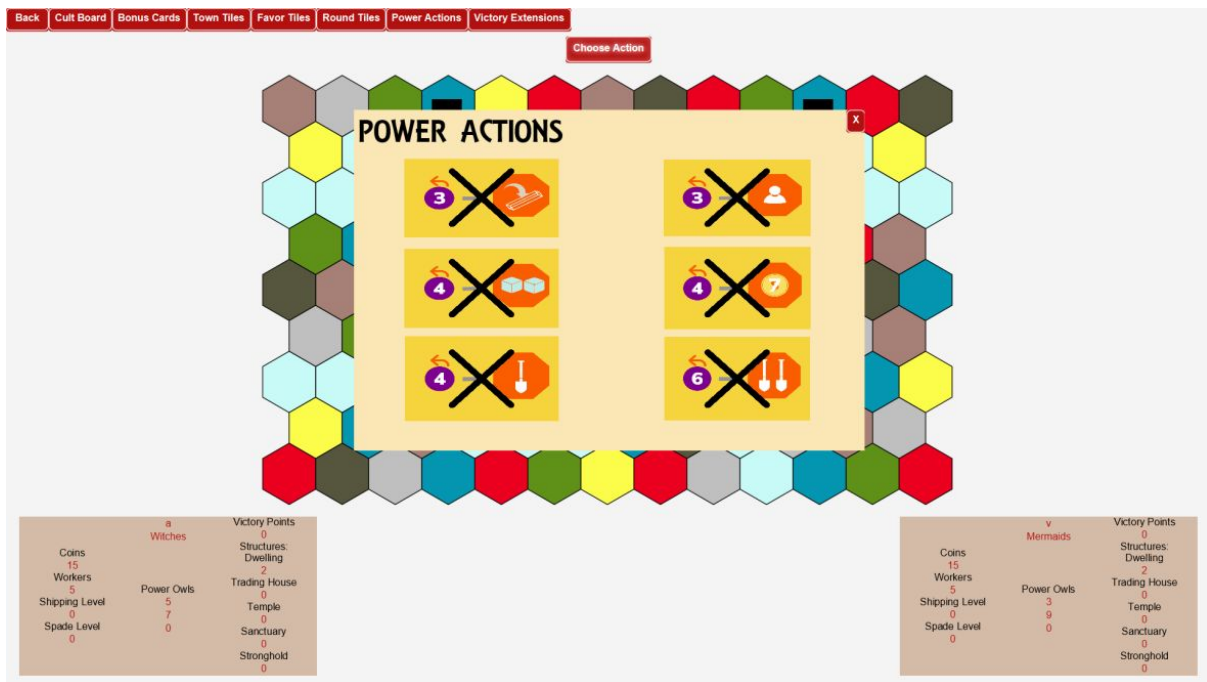 Back Cult Board Bonus Cards Town Tiles Favor Tiles Round Tiles Power Actions Victory Extensions
Choose Action
POWER ACTIONS
X
3
3
4
4
7
4
6
a
Witches
Coins
15
Workers
5
Shipping Level
0
Spade Level
0
Power Owls
5
7
0
Victory Points
0
Structures:
Dwelling
2
Trading House
0
Temple
0
Sanctuary
0
Stronghold
0
v
Mermaids
Coins
15
Workers
5
Shipping Level
0
Spade Level
0
Power Owls
3
9
0
Victory Points
0
Structures:
Dwelling
2
Trading House
0
Temple
0
Sanctuary
0
Stronghold
0